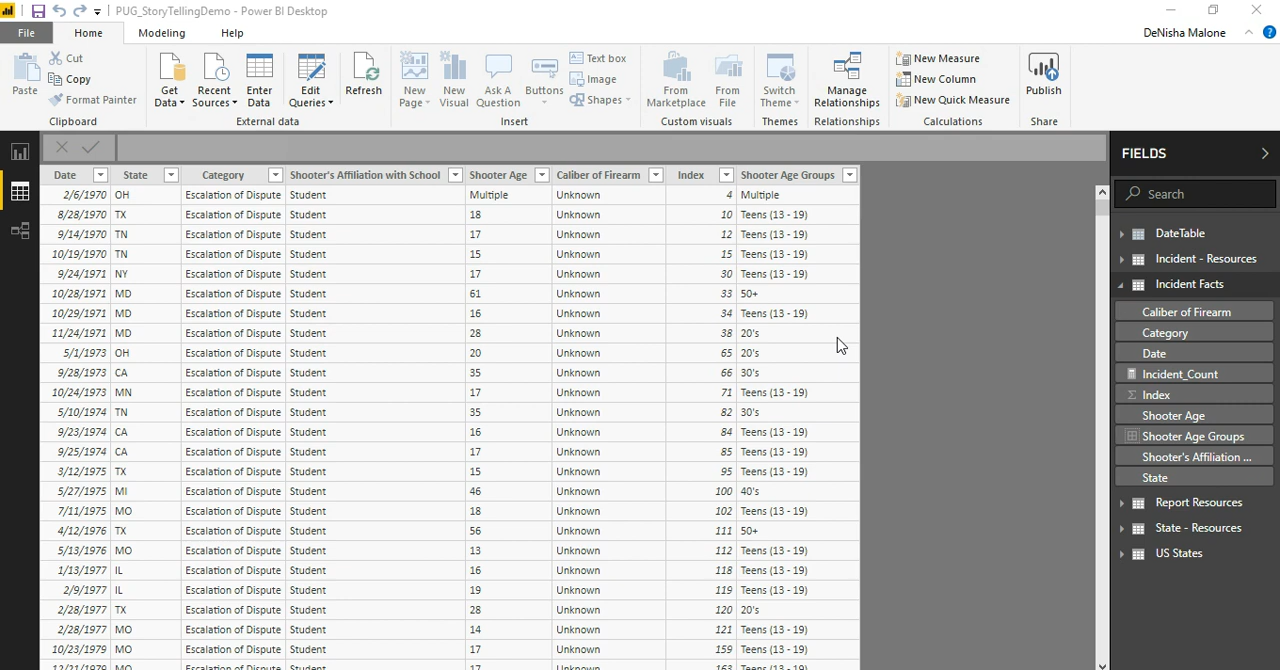 PUG_StoryTellingDemo - Power BI Desktop
File Home Modeling Help DeNisha Malone ?
Paste Cut Copy Format Painter Clipboard
Get Data Recent Sources Enter Data Edit Queries Refresh External data
New Page New Visual Ask A Question Buttons Text box Image Shapes Insert
From Marketplace From File Custom visuals
Switch Theme Themes
Manage Relationships Relationships
New Measure New Column New Quick Measure Calculations
Publish Share
Date State Category Shooter's Affiliation with School Shooter Age Caliber of Firearm Index Shooter Age Groups
2/6/1970 OH Escalation of Dispute Student Multiple Unknown 4 Multiple
8/28/1970 TX Escalation of Dispute Student 18 Unknown 10 Teens (13 - 19)
9/14/1970 TN Escalation of Dispute Student 17 Unknown 12 Teens (13 - 19)
10/19/1970 TN Escalation of Dispute Student 15 Unknown 15 Teens (13 - 19)
9/24/1971 NY Escalation of Dispute Student 17 Unknown 30 Teens (13 - 19)
10/28/1971 MD Escalation of Dispute Student 61 Unknown 33 50+
10/29/1971 MD Escalation of Dispute Student 16 Unknown 34 Teens (13 - 19)
11/24/1971 MD Escalation of Dispute Student 28 Unknown 38 20's
5/1/1973 OH Escalation of Dispute Student 20 Unknown 65 20's
9/28/1973 CA Escalation of Dispute Student 35 Unknown 66 30's
10/24/1973 MN Escalation of Dispute Student 17 Unknown 71 Teens (13 - 19)
5/10/1974 TN Escalation of Dispute Student 35 Unknown 82 30's
9/23/1974 CA Escalation of Dispute Student 16 Unknown 84 Teens (13 - 19)
9/25/1974 CA Escalation of Dispute Student 17 Unknown 85 Teens (13 - 19)
3/12/1975 TX Escalation of Dispute Student 15 Unknown 95 Teens (13 - 19)
5/27/1975 MI Escalation of Dispute Student 46 Unknown 100 40's
7/11/1975 MO Escalation of Dispute Student 18 Unknown 102 Teens (13 - 19)
4/12/1976 TX Escalation of Dispute Student 56 Unknown 111 50+
5/13/1976 MO Escalation of Dispute Student 13 Unknown 112 Teens (13 - 19)
1/13/1977 IL Escalation of Dispute Student 16 Unknown 118 Teens (13 - 19)
2/9/1977 IL Escalation of Dispute Student 19 Unknown 119 Teens (13 - 19)
2/28/1977 TX Escalation of Dispute Student 28 Unknown 120 20's
2/28/1977 MO Escalation of Dispute Student 14 Unknown 121 Teens (13 - 19)
10/23/1979 MO Escalation of Dispute Student 17 Unknown 159 Teens (13 - 19)
12/21/1979 MO Escalation of Dispute Student 17 Unknown 163 Teens (13 - 19)
FIELDS
Search
DateTable
Incident - Resources
Incident Facts
Caliber of Firearm
Category
Date
Incident_Count
Σ Index
Shooter Age
Shooter Age Groups
Shooter's Affiliation ...
State
Report Resources
State - Resources
US States